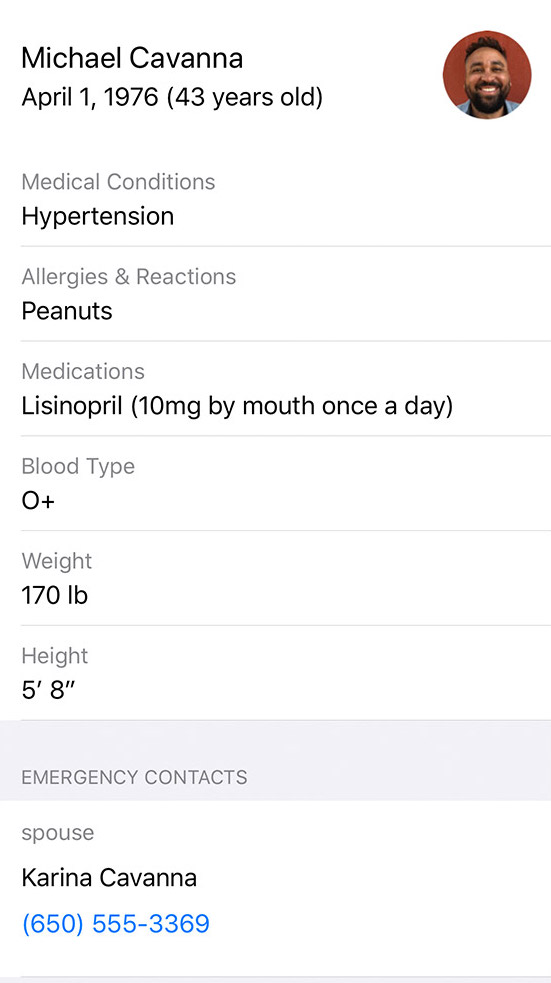 Michael Cavanna
April 1, 1976 (43 years old)
Medical Conditions
Hypertension
Allergies & Reactions
Peanuts
Medications
Lisinopril (10mg by mouth once a day)
Blood Type
O+
Weight
170 lb
Height
5′ 8″
EMERGENCY CONTACTS
spouse
Karina Cavanna
(650) 555-3369